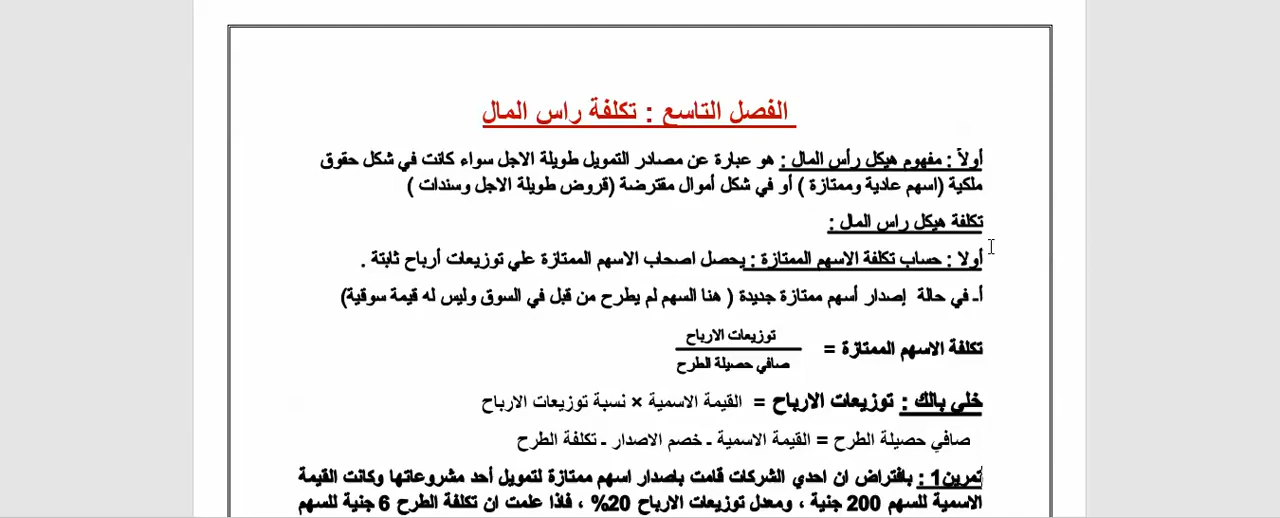 الفصل التاسع : تكلفة راس المال
أولاً : مفهوم هيكل رأس المال : هو عبارة عن مصادر التمويل طويلة الاجل سواء كانت في شكل حقوق
ملكية (اسهم عادية وممتازة ) أو في شكل أموال مقترضة (قروض طويلة الاجل وسندات )
تكلفة هيكل راس المال :
أولا : حساب تكلفة الاسهم الممتازة : يحصل اصحاب الاسهم الممتازة علي توزيعات أرباح ثابتة .
أـ في حالة إصدار أسهم ممتازة جديدة ( هنا السهم لم يطرح من قبل في السوق وليس له قيمة سوقية)
توزيعات الارباح
تكلفة الاسهم الممتازة =
صافي حصيلة الطرح
خلي بالك : توزيعات الارباح = القيمة الاسمية × نسبة توزيعات الارباح
صافي حصيلة الطرح = القيمة الاسمية ـ خصم الاصدار ـ تكلفة الطرح
تمرين1 : بافتراض ان احدي الشركات قامت باصدار اسهم ممتازة لتمويل أحد مشروعاتها وكانت القيمة
الاسمية للسهم 200 جنية ، ومعدل توزيعات الارباح 20% ، فاذا علمت ان تكلفة الطرح 6 جنية للسهم